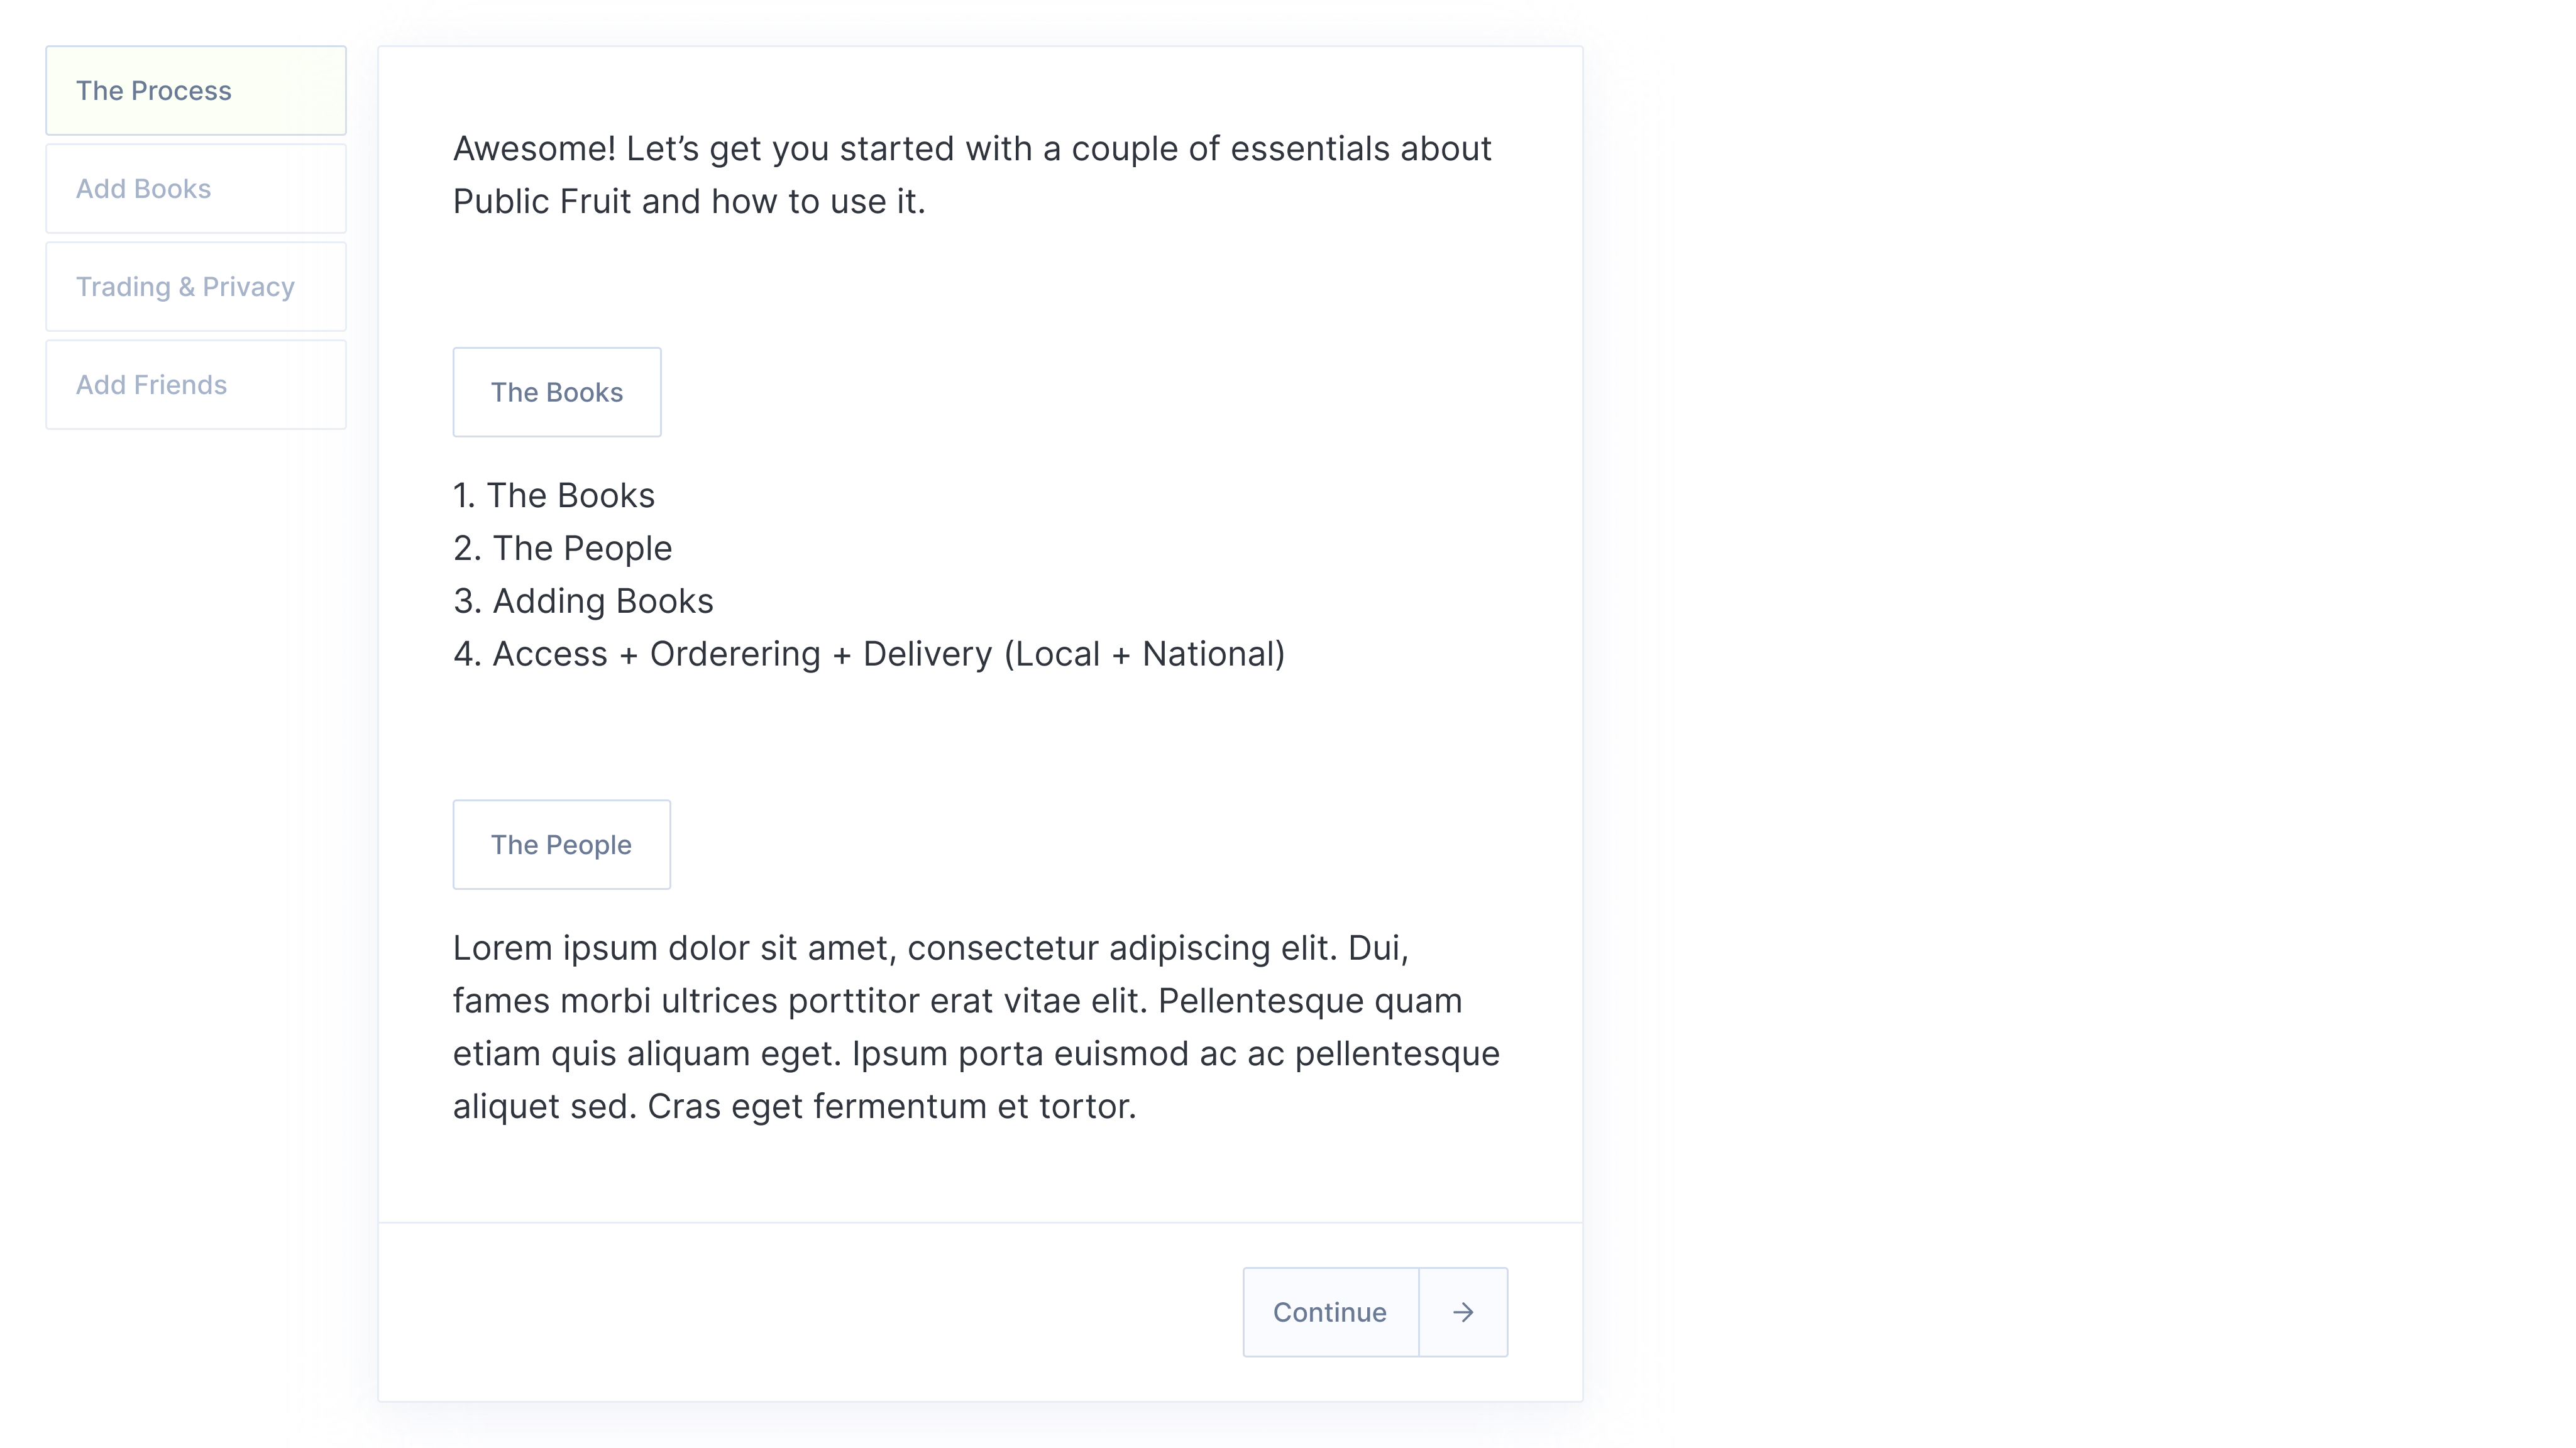 The Process
Add Books
Trading & Privacy
Add Friends
Awesome! Let’s get you started with a couple of essentials about
Public Fruit and how to use it.
The Books
1. The Books
2. The People
3. Adding Books
4. Access + Orderering + Delivery (Local + National)
The People
Lorem ipsum dolor sit amet, consectetur adipiscing elit. Dui,
fames morbi ultrices porttitor erat vitae elit. Pellentesque quam
etiam quis aliquam eget. Ipsum porta euismod ac ac pellentesque
aliquet sed. Cras eget fermentum et tortor.
Continue